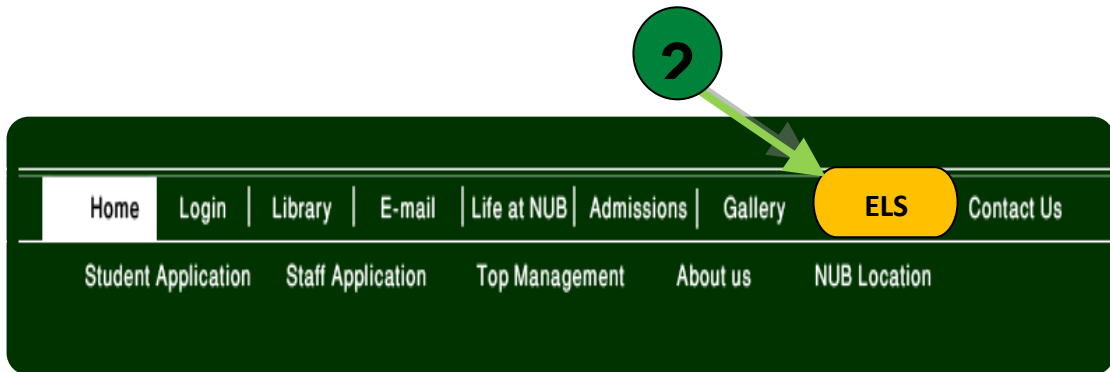 2
Home Login Library E-mail Life at NUB Admissions Gallery ELS Contact Us
Student Application Staff Application Top Management About us NUB Location